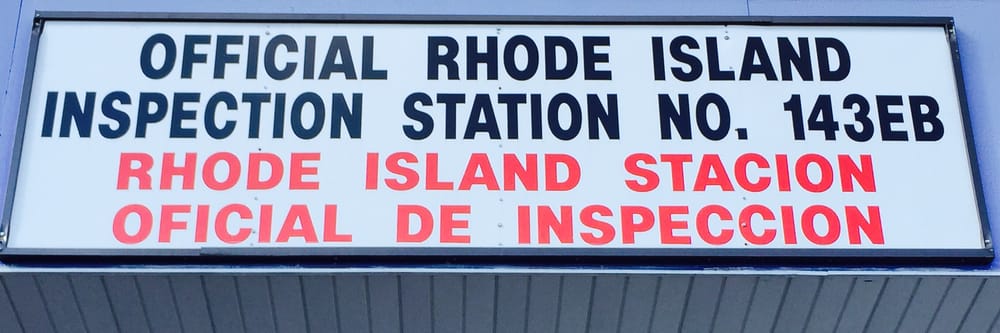 OFFICIAL RHODE ISLAND
INSPECTION STATION NO. 143EB
RHODE ISLAND STACION
OFICIAL DE INSPECCION